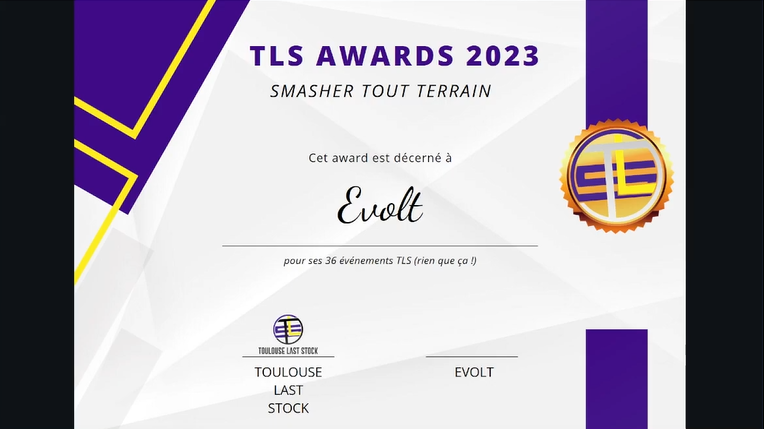 TLS AWARDS 2023
SMASHER TOUT TERRAIN
Cet award est décerné à
Evolt
pour ses 36 événements TLS (rien que ça !)
TOULOUSE LAST STOCK
TOULOUSE
LAST
STOCK
EVOLT